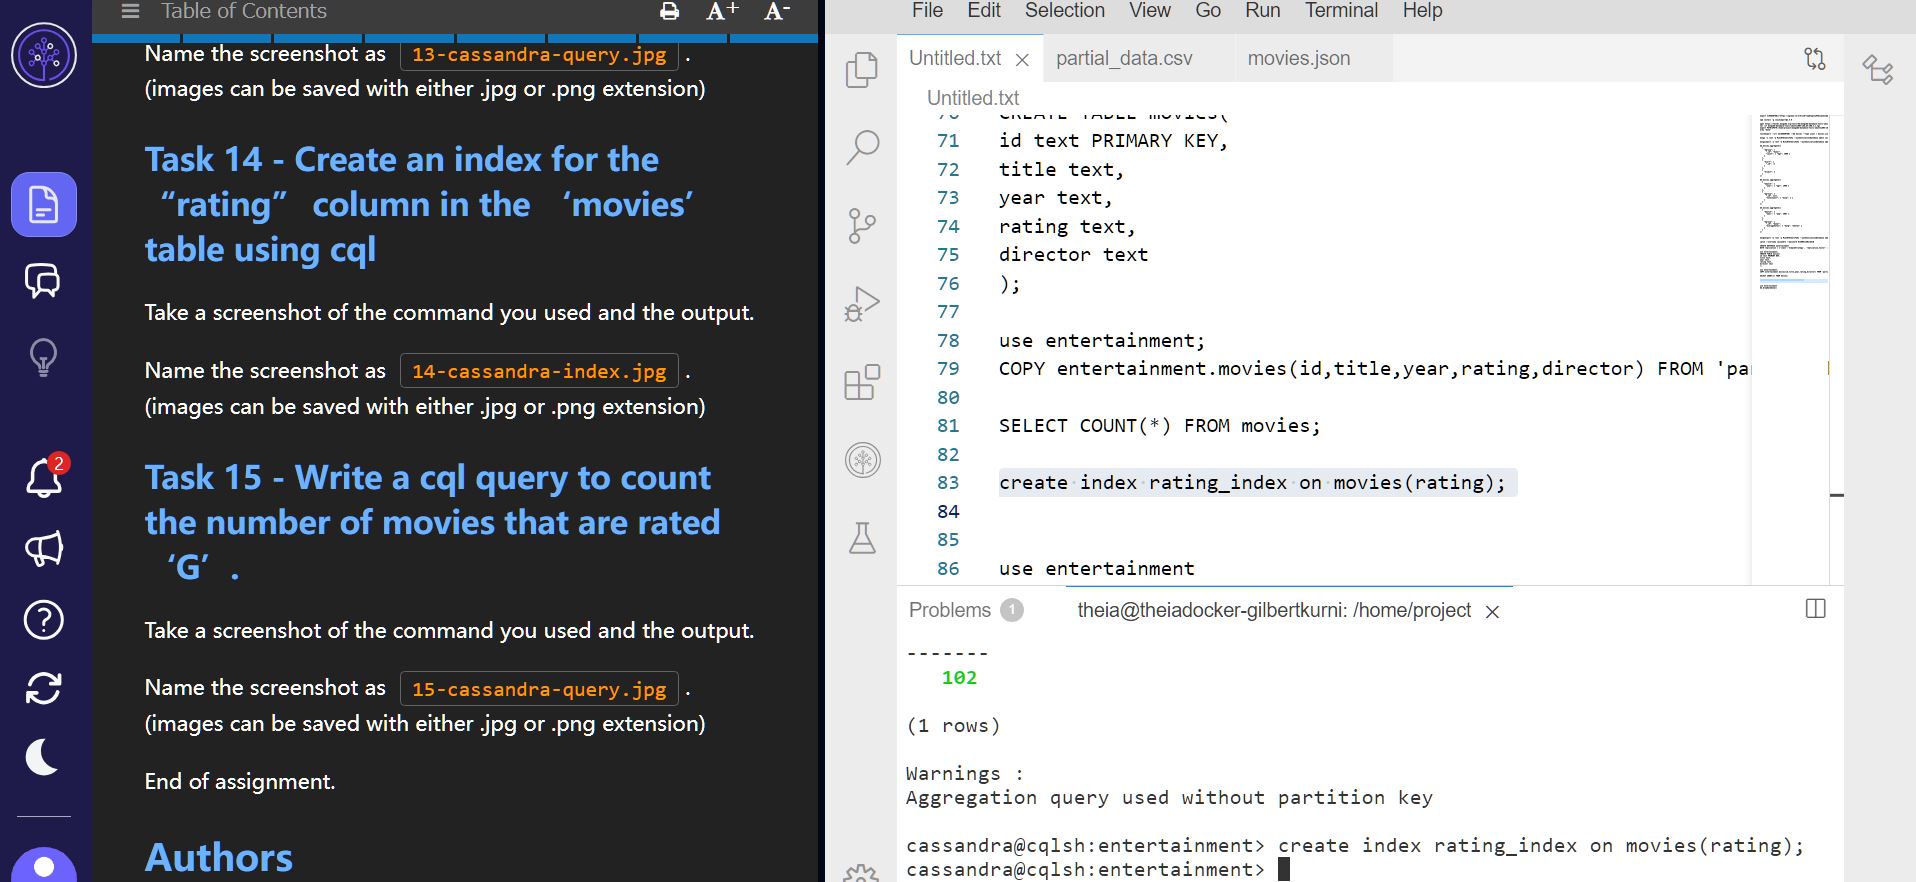 Table of Contents
A+ A-
Name the screenshot as 13-cassandra-query.jpg .
(images can be saved with either .jpg or .png extension)
Task 14 - Create an index for the
“rating” column in the ‘movies’
table using cql
Take a screenshot of the command you used and the output.
Name the screenshot as 14-cassandra-index.jpg .
(images can be saved with either .jpg or .png extension)
Task 15 - Write a cql query to count
the number of movies that are rated
‘G’ .
Take a screenshot of the command you used and the output.
Name the screenshot as 15-cassandra-query.jpg .
(images can be saved with either .jpg or .png extension)
End of assignment.
Authors
2
File Edit Selection View Go Run Terminal Help
Untitled.txt partial_data.csv movies.json
Untitled.txt
70 CREATE TABLE movies(
71 id text PRIMARY KEY,
72 title text,
73 year text,
74 rating text,
75 director text
76 );
77
78 use entertainment;
79 COPY entertainment.movies(id,title,year,rating,director) FROM 'pa
80
81 SELECT COUNT(*) FROM movies;
82
83 create index rating_index on movies(rating);
84
85
86 use entertainment
Problems 1 theia@theiadocker-gilbertkurni: /home/project
-------
102
(1 rows)
Warnings :
Aggregation query used without partition key
cassandra@cqlsh:entertainment> create index rating_index on movies(rating);
cassandra@cqlsh:entertainment>